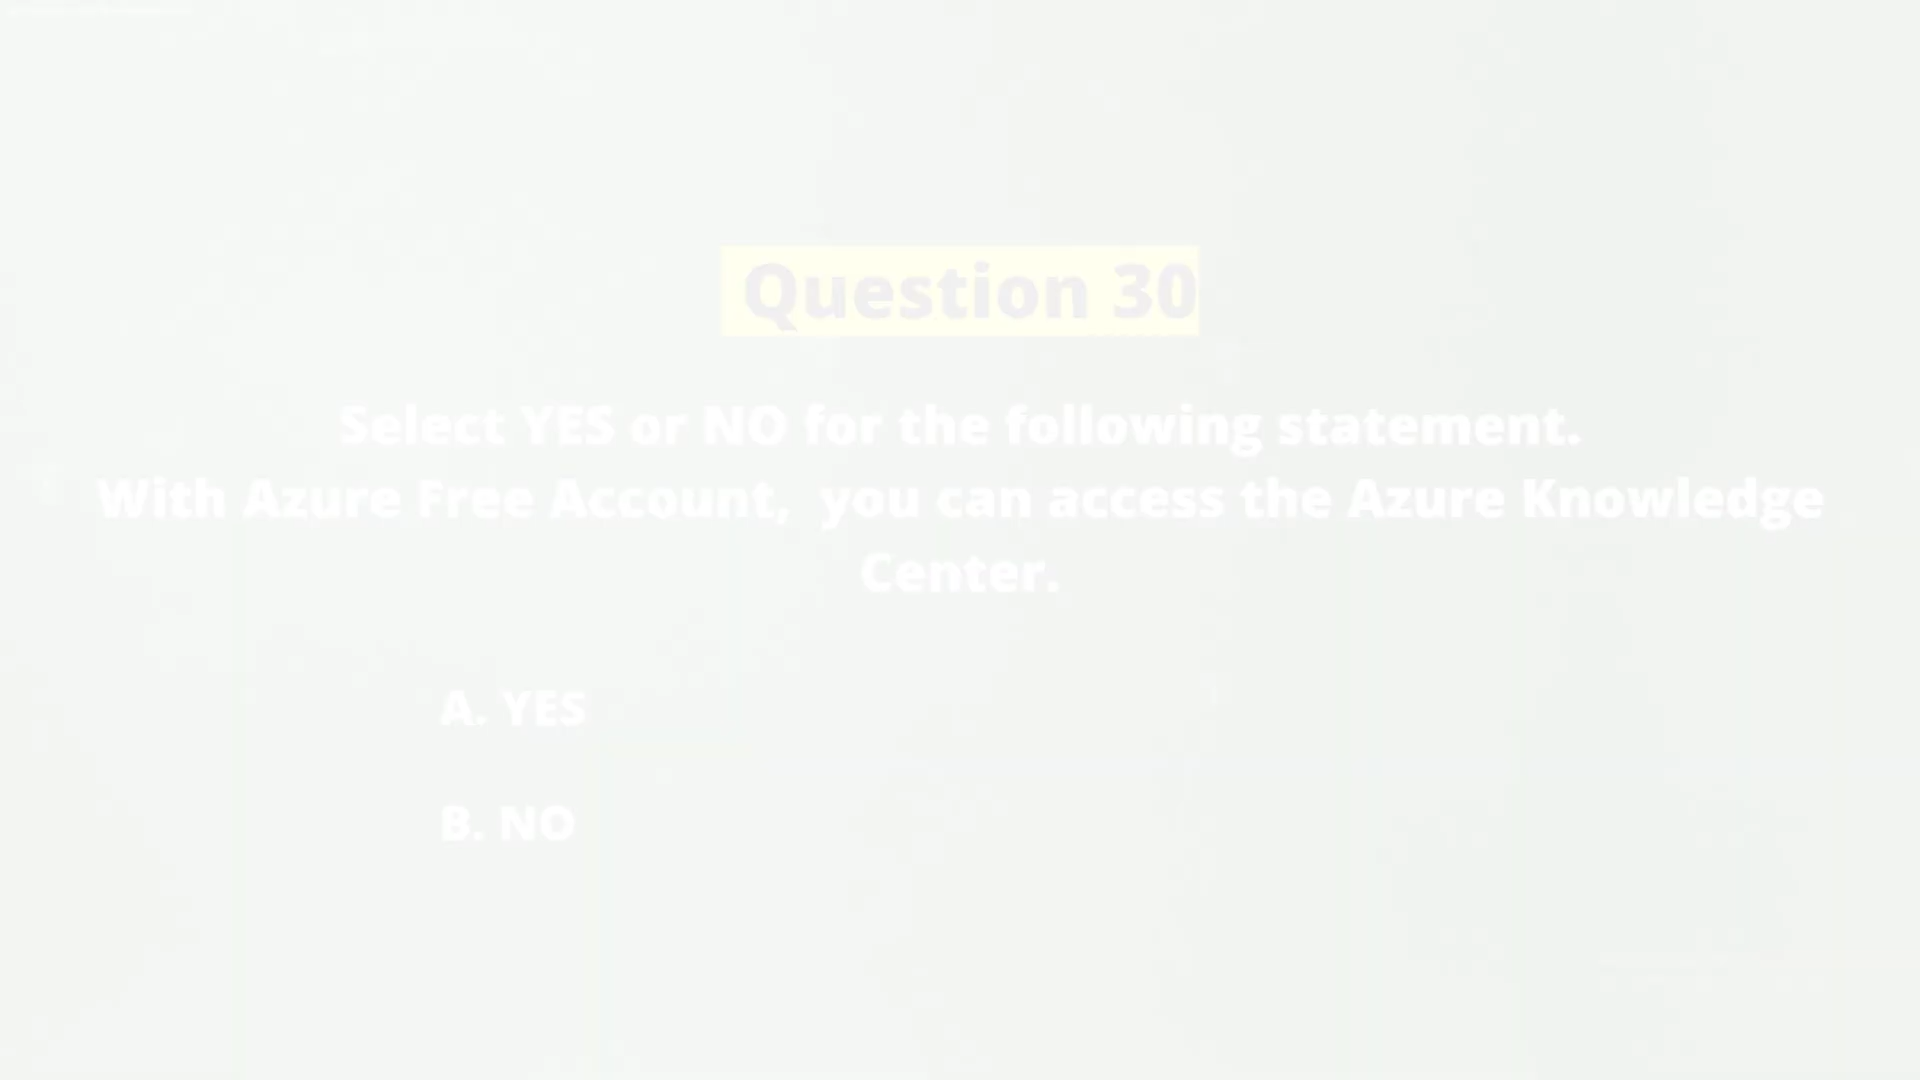 Question 30
Select YES or NO for the following statement.
With Azure Free Account, you can access the Azure Knowledge
Center.
A. YES
B. NO